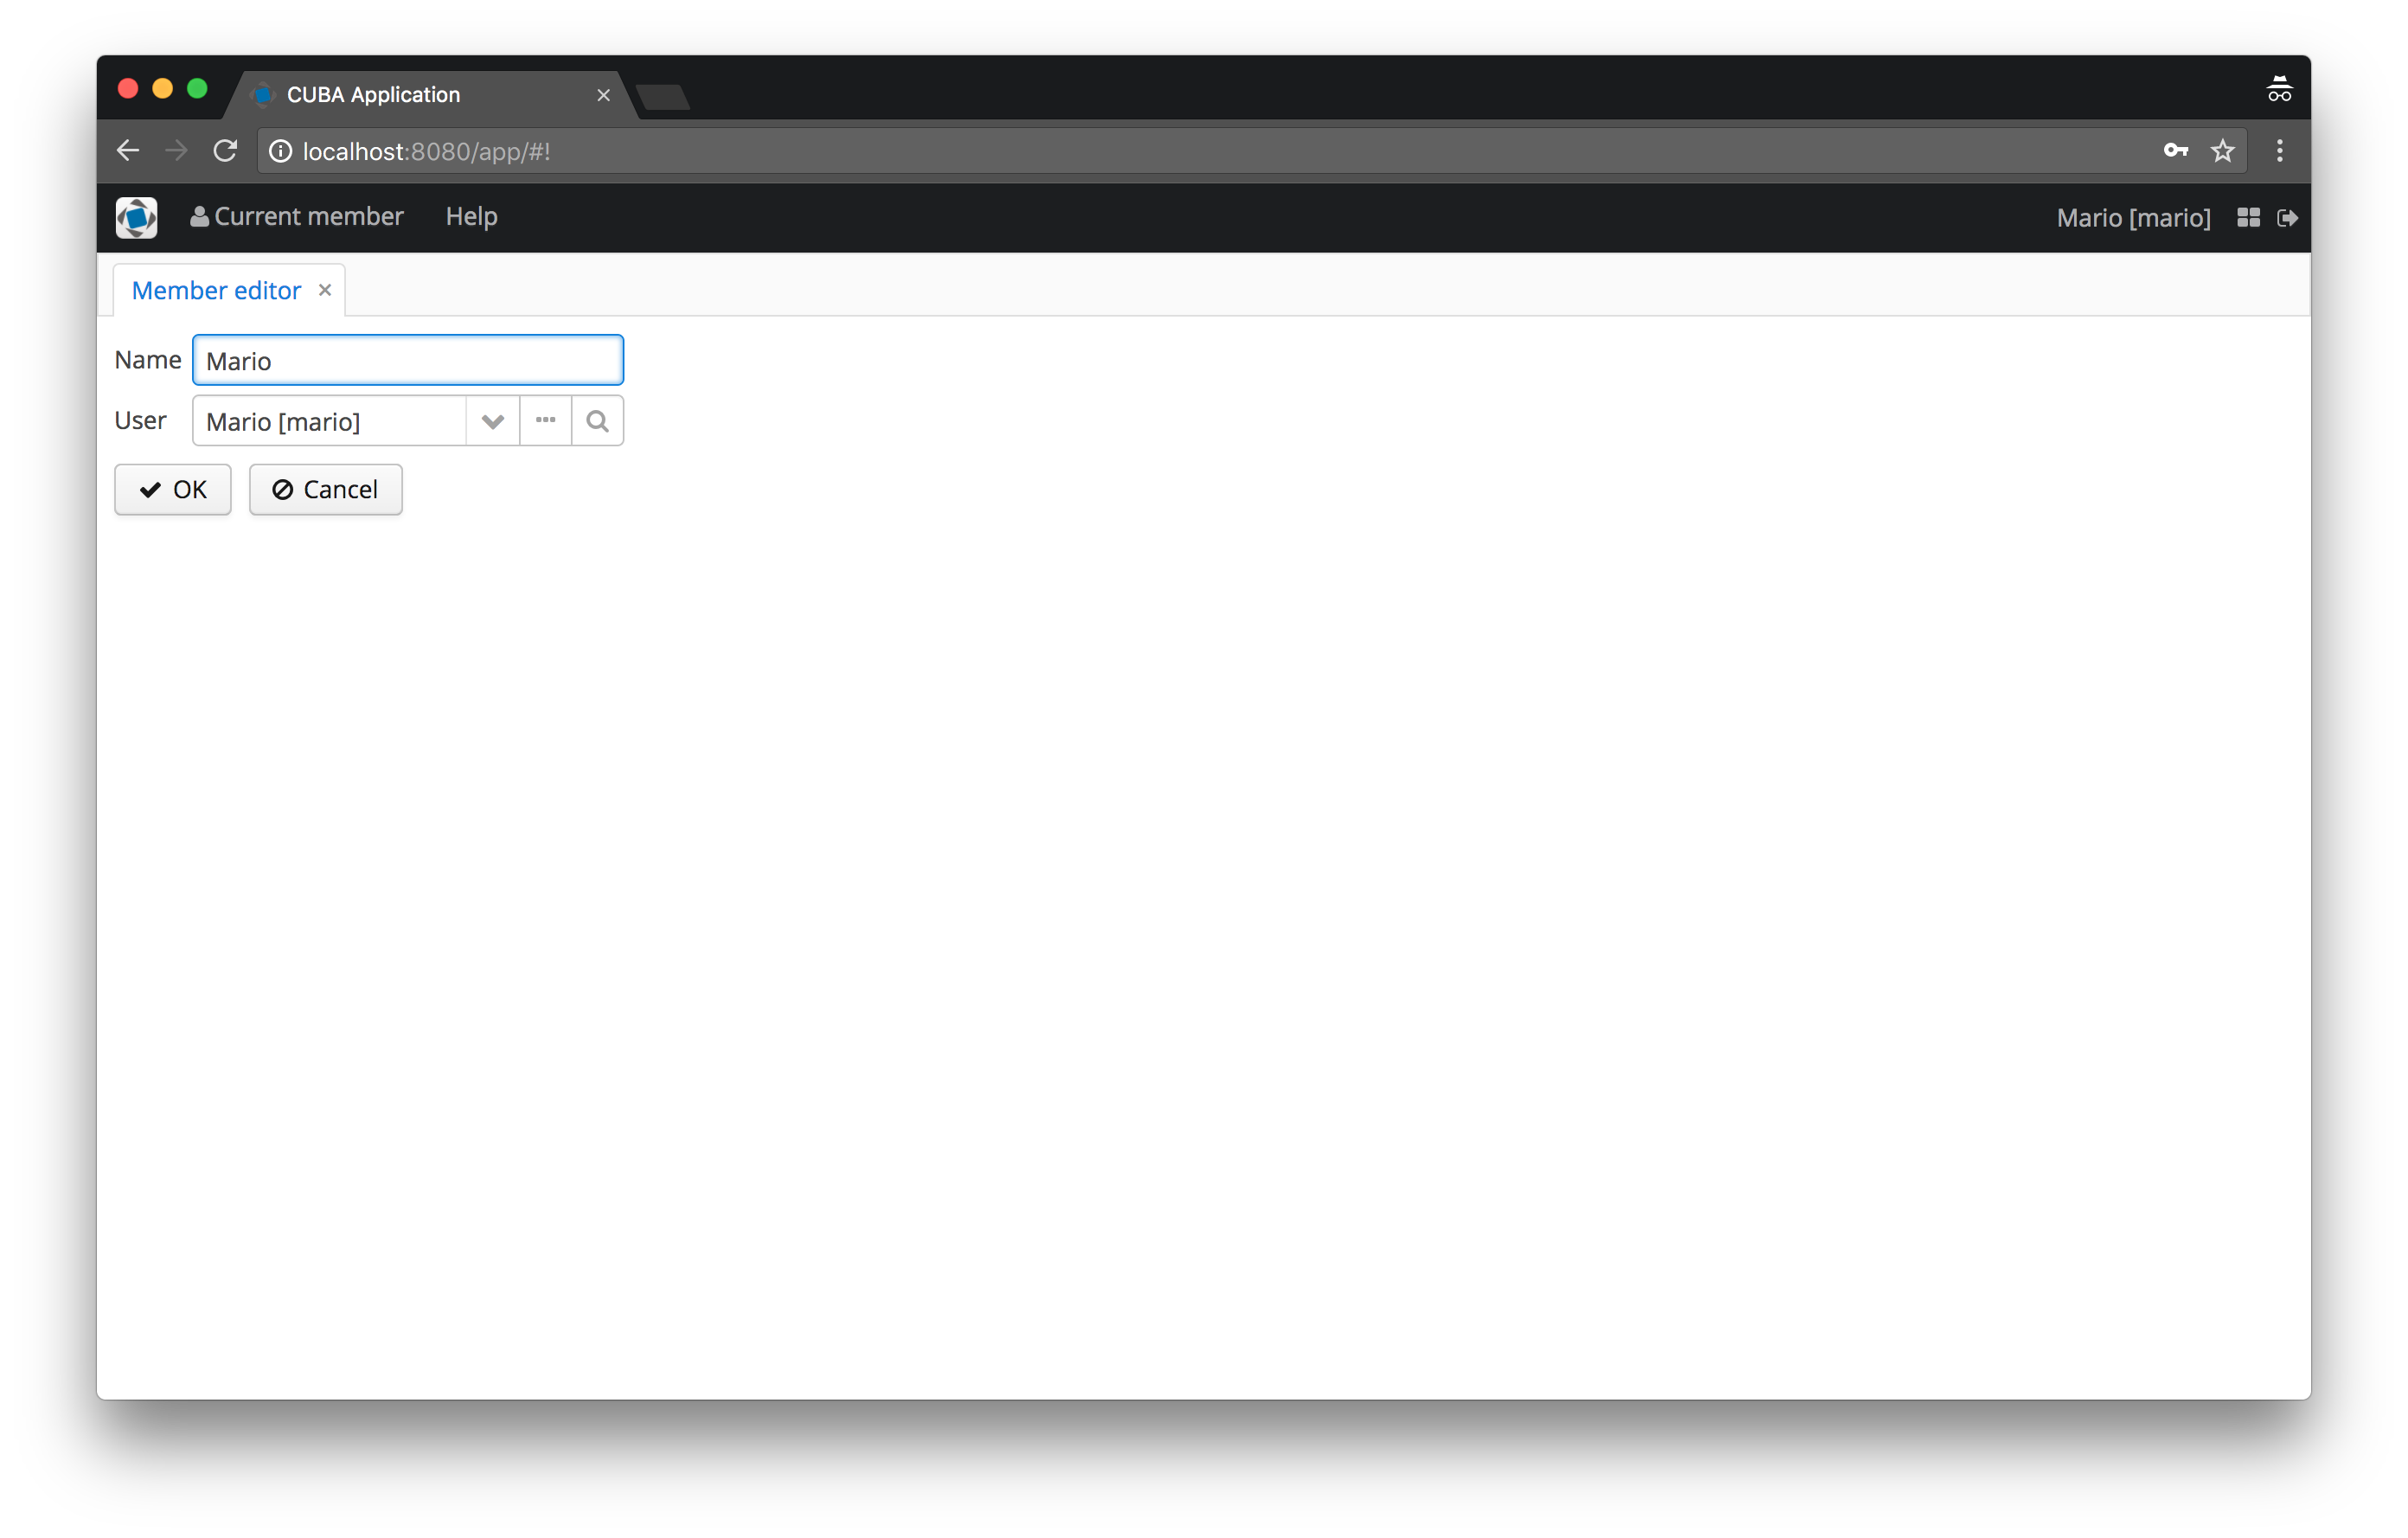 CUBA Application
localhost:8080/app/#!
Current member Help Mario [mario]
Member editor
Name Mario
User Mario [mario]
OK Cancel